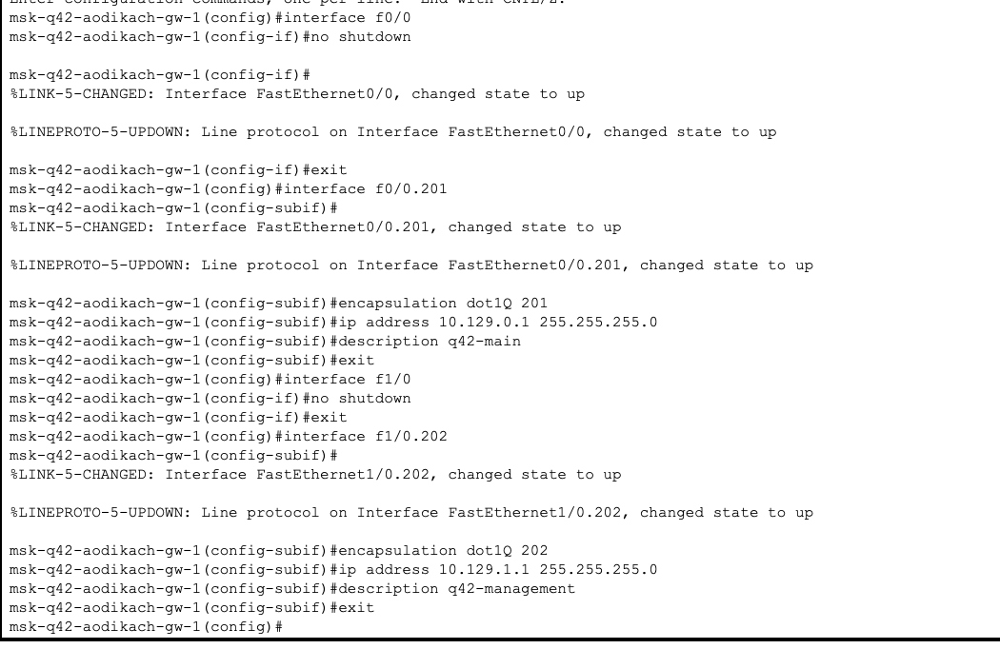 Enter configuration commands, one per line. End with CNTL/Z.
msk-q42-aodikach-gw-1(config)#interface f0/0
msk-q42-aodikach-gw-1(config-if)#no shutdown
msk-q42-aodikach-gw-1(config-if)#
%LINK-5-CHANGED: Interface FastEthernet0/0, changed state to up
%LINEPROTO-5-UPDOWN: Line protocol on Interface FastEthernet0/0, changed state to up
msk-q42-aodikach-gw-1(config-if)#exit
msk-q42-aodikach-gw-1(config)#interface f0/0.201
msk-q42-aodikach-gw-1(config-subif)#
%LINK-5-CHANGED: Interface FastEthernet0/0.201, changed state to up
%LINEPROTO-5-UPDOWN: Line protocol on Interface FastEthernet0/0.201, changed state to up
msk-q42-aodikach-gw-1(config-subif)#encapsulation dot1Q 201
msk-q42-aodikach-gw-1(config-subif)#ip address 10.129.0.1 255.255.255.0
msk-q42-aodikach-gw-1(config-subif)#description q42-main
msk-q42-aodikach-gw-1(config-subif)#exit
msk-q42-aodikach-gw-1(config)#interface f1/0
msk-q42-aodikach-gw-1(config-if)#no shutdown
msk-q42-aodikach-gw-1(config-if)#exit
msk-q42-aodikach-gw-1(config)#interface f1/0.202
msk-q42-aodikach-gw-1(config-subif)#
%LINK-5-CHANGED: Interface FastEthernet1/0.202, changed state to up
%LINEPROTO-5-UPDOWN: Line protocol on Interface FastEthernet1/0.202, changed state to up
msk-q42-aodikach-gw-1(config-subif)#encapsulation dot1Q 202
msk-q42-aodikach-gw-1(config-subif)#ip address 10.129.1.1 255.255.255.0
msk-q42-aodikach-gw-1(config-subif)#description q42-management
msk-q42-aodikach-gw-1(config-subif)#exit
msk-q42-aodikach-gw-1(config)#